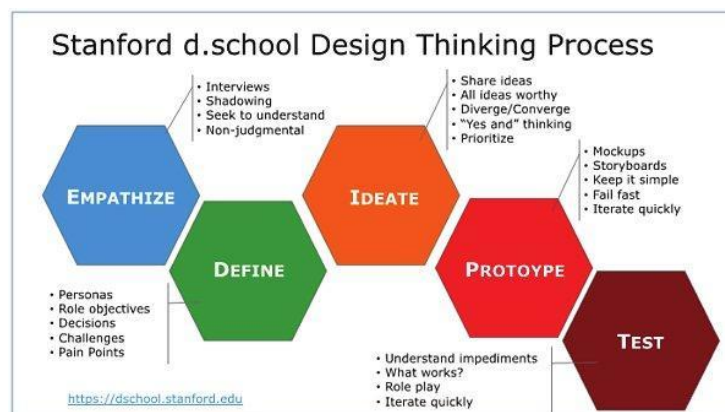 Stanford d.school Design Thinking Process
• Interviews
• Shadowing
• Seek to understand
• Non-judgmental
EMPATHIZE
DEFINE
• Personas
• Role objectives
• Decisions
• Challenges
• Pain Points
• Share ideas
• All ideas worthy
• Diverge/Converge
• "Yes and" thinking
• Prioritize
IDEATE
• Mockups
• Storyboards
• Keep it simple
• Fail fast
• Iterate quickly
PROTOYPE
TEST
• Understand impediments
• What works?
• Role play
• Iterate quickly
https://dschool.stanford.edu